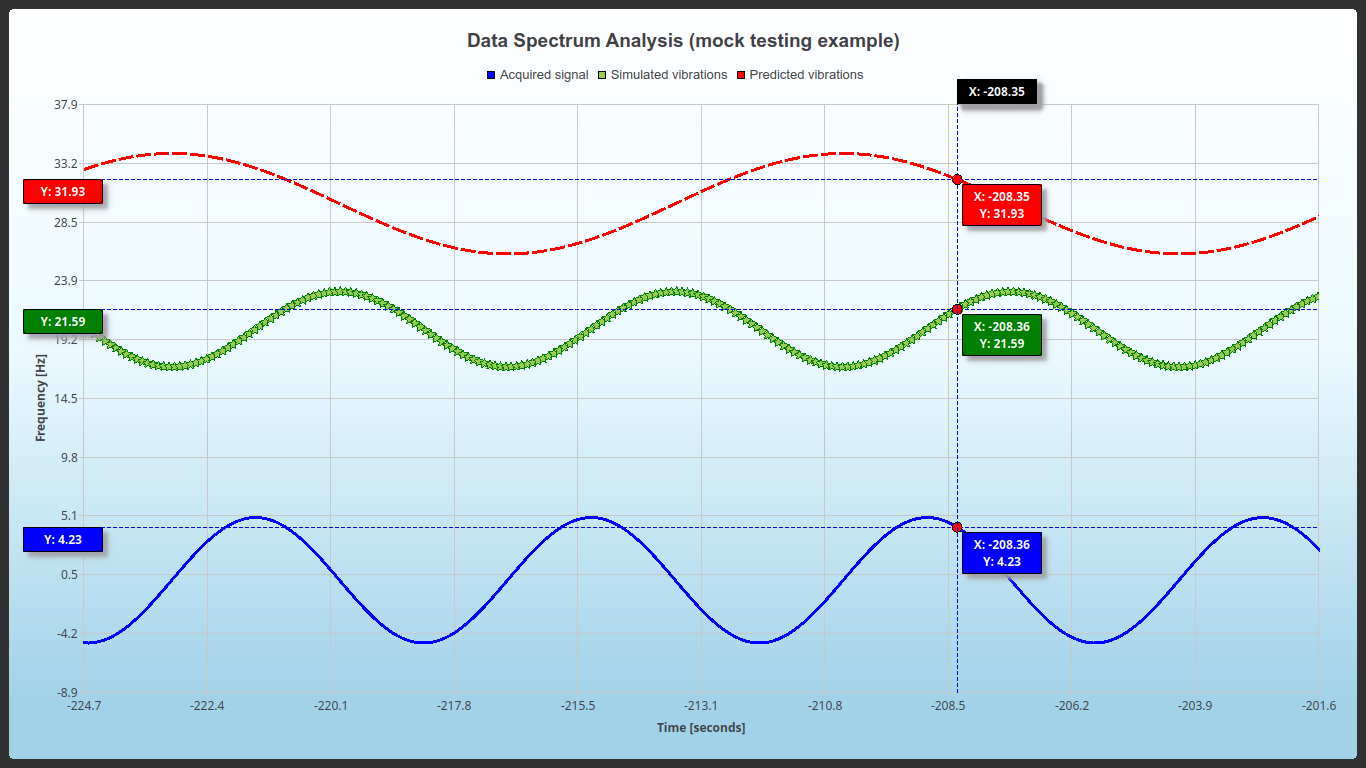 Data Spectrum Analysis (mock testing example)
Acquired signal Simulated vibrations Predicted vibrations
X: -208.35
37.9
33.2
Y: 31.93
X: -208.35
Y: 31.93
28.5
23.9
Y: 21.59
X: -208.36
Y: 21.59
19.2
Frequency [Hz]
14.5
9.8
5.1
Y: 4.23
X: -208.36
Y: 4.23
0.5
-4.2
-8.9
-224.7 -222.4 -220.1 -217.8 -215.5 -213.1 -210.8 -208.5 -206.2 -203.9 -201.6
Time [seconds]